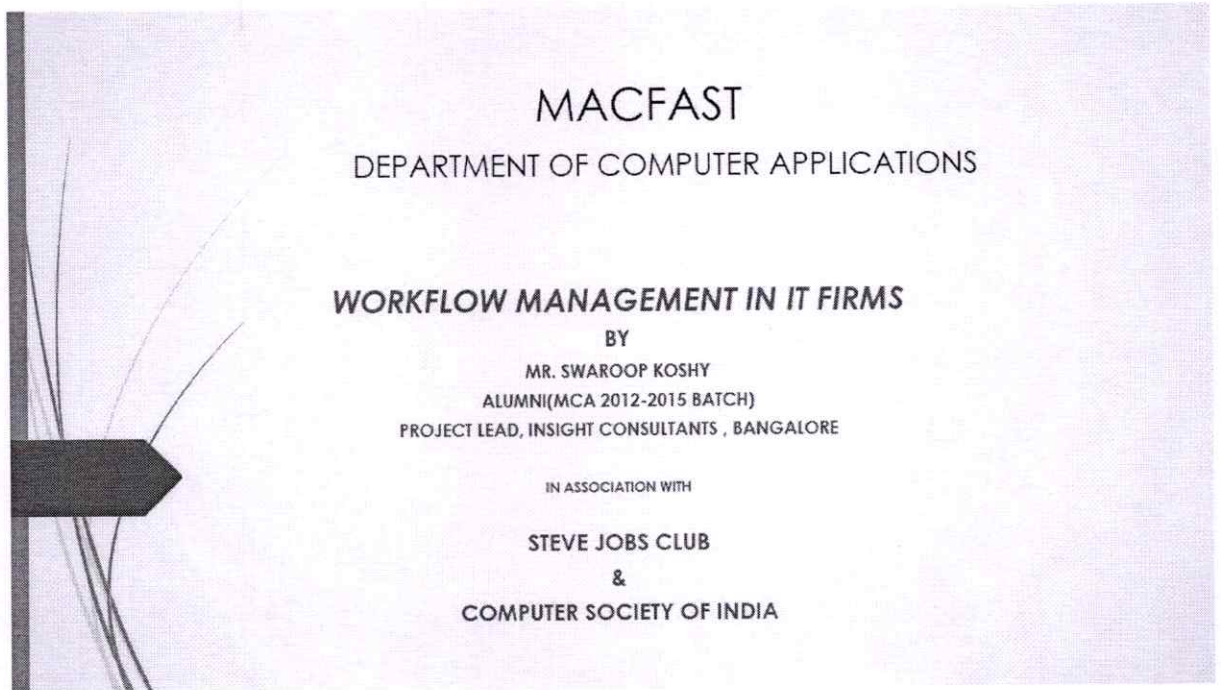 MACFAST
DEPARTMENT OF COMPUTER APPLICATIONS
WORKFLOW MANAGEMENT IN IT FIRMS
BY
MR. SWAROOP KOSHY
ALUMNI(MCA 2012-2015 BATCH)
PROJECT LEAD, INSIGHT CONSULTANTS , BANGALORE
IN ASSOCIATION WITH
STEVE JOBS CLUB
&
COMPUTER SOCIETY OF INDIA